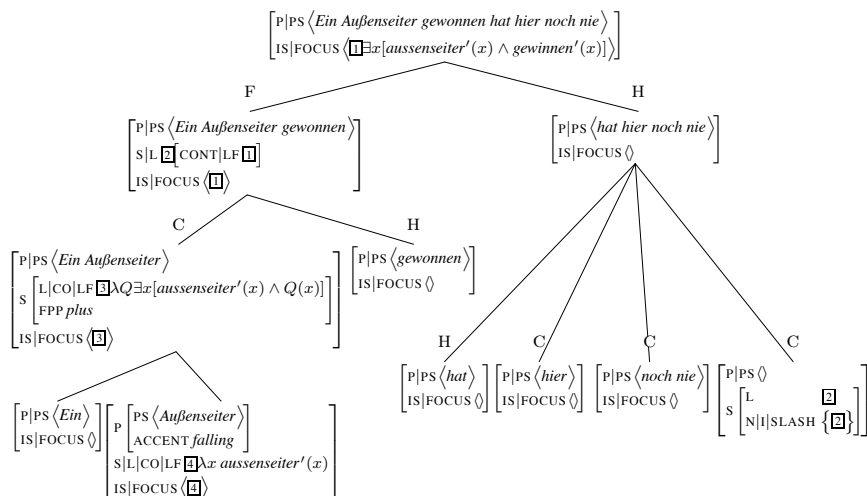 P|PS ⟨Ein Außenseiter gewonnen hat hier noch nie⟩
IS|FOCUS ⟨1∃x[aussenseiter′(x) ∧ gewinnen′(x)]⟩
F
H
P|PS ⟨Ein Außenseiter gewonnen⟩
S|L 2[CONT|LF 1]
IS|FOCUS ⟨1⟩
P|PS ⟨hat hier noch nie⟩
IS|FOCUS ⟨⟩
C
H
P|PS ⟨Ein Außenseiter⟩
S [L|CO|LF 3λQ∃x[aussenseiter′(x) ∧ Q(x)]
FPP plus]
IS|FOCUS ⟨3⟩
P|PS ⟨gewonnen⟩
IS|FOCUS ⟨⟩
H
C
C
C
P|PS ⟨hat⟩
IS|FOCUS ⟨⟩
P|PS ⟨hier⟩
IS|FOCUS ⟨⟩
P|PS ⟨noch nie⟩
IS|FOCUS ⟨⟩
P|PS ⟨⟩
S [L 2
N|I|SLASH {2}]
P|PS ⟨Ein⟩
IS|FOCUS ⟨⟩
P [PS ⟨Außenseiter⟩
ACCENT falling]
S|L|CO|LF 4λx aussenseiter′(x)
IS|FOCUS ⟨4⟩